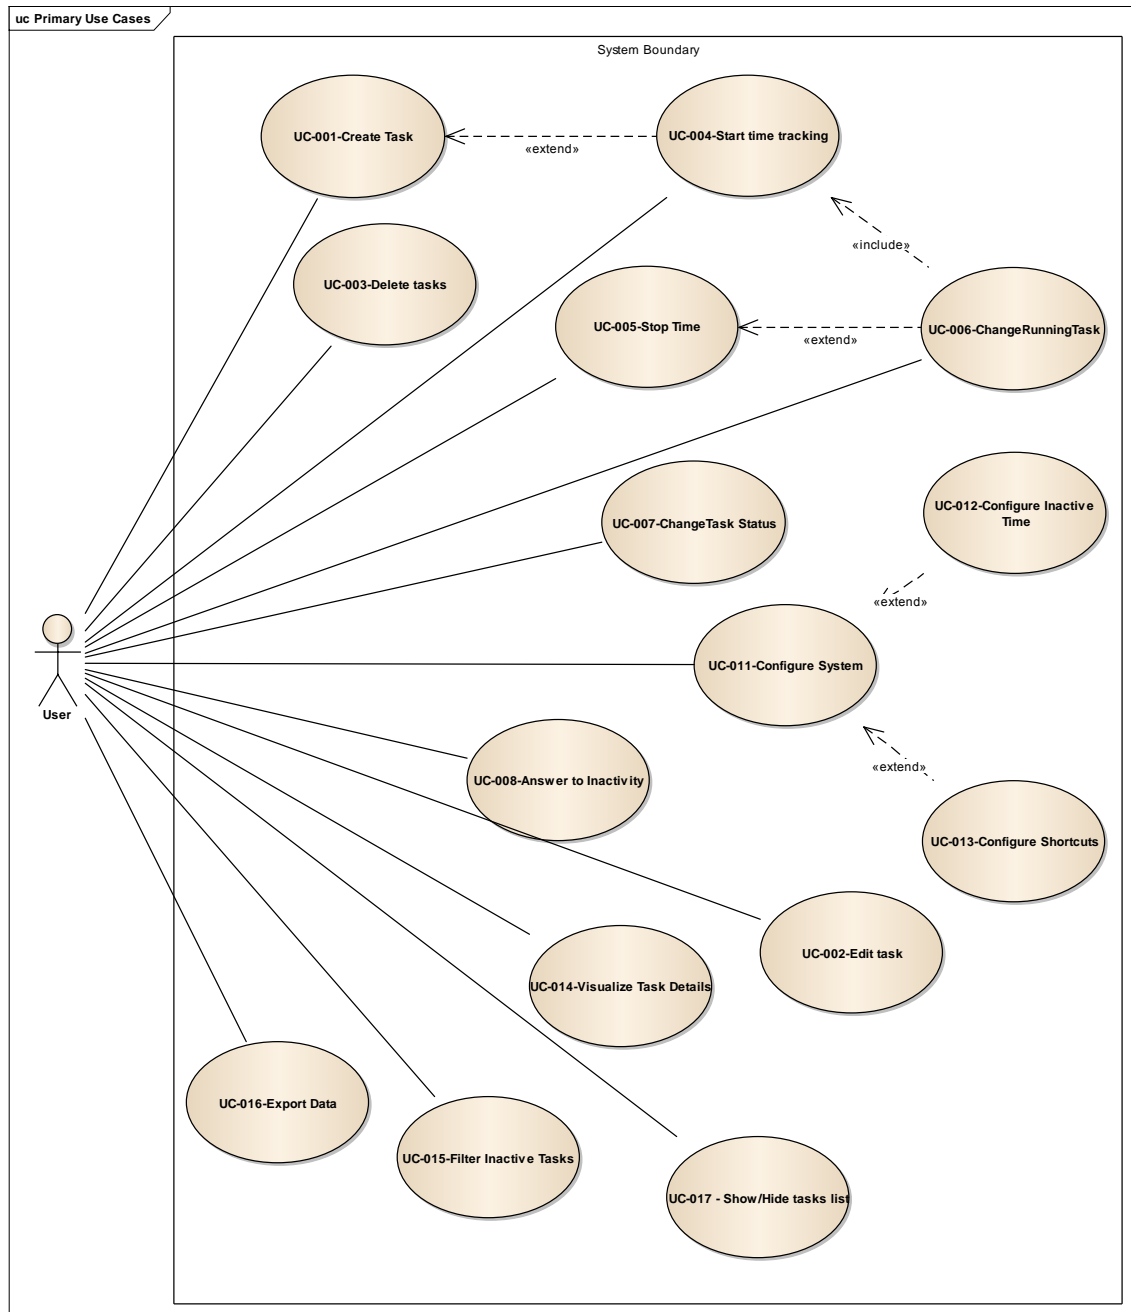 uc Primary Use Cases
System Boundary
UC-001-Create Task
UC-004-Start time tracking
«extend»
UC-003-Delete tasks
«include»
UC-005-Stop Time
UC-006-ChangeRunningTask
«extend»
UC-012-Configure Inactive
Time
UC-007-ChangeTask Status
«extend»
UC-011-Configure System
User
«extend»
UC-008-Answer to Inactivity
UC-013-Configure Shortcuts
UC-002-Edit task
UC-014-Visualize Task Details
UC-016-Export Data
UC-015-Filter Inactive Tasks
UC-017 - Show/Hide tasks list